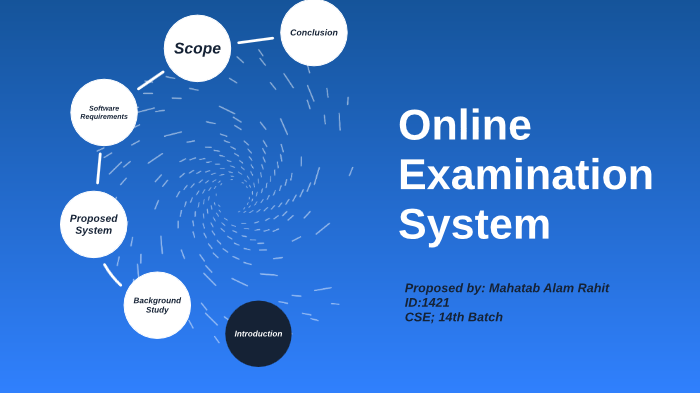 Conclusion
Scope
Software
Requirements
Proposed
System
Background
Study
Introduction
Online
Examination
System
Proposed by: Mahatab Alam Rahit
ID:1421
CSE; 14th Batch